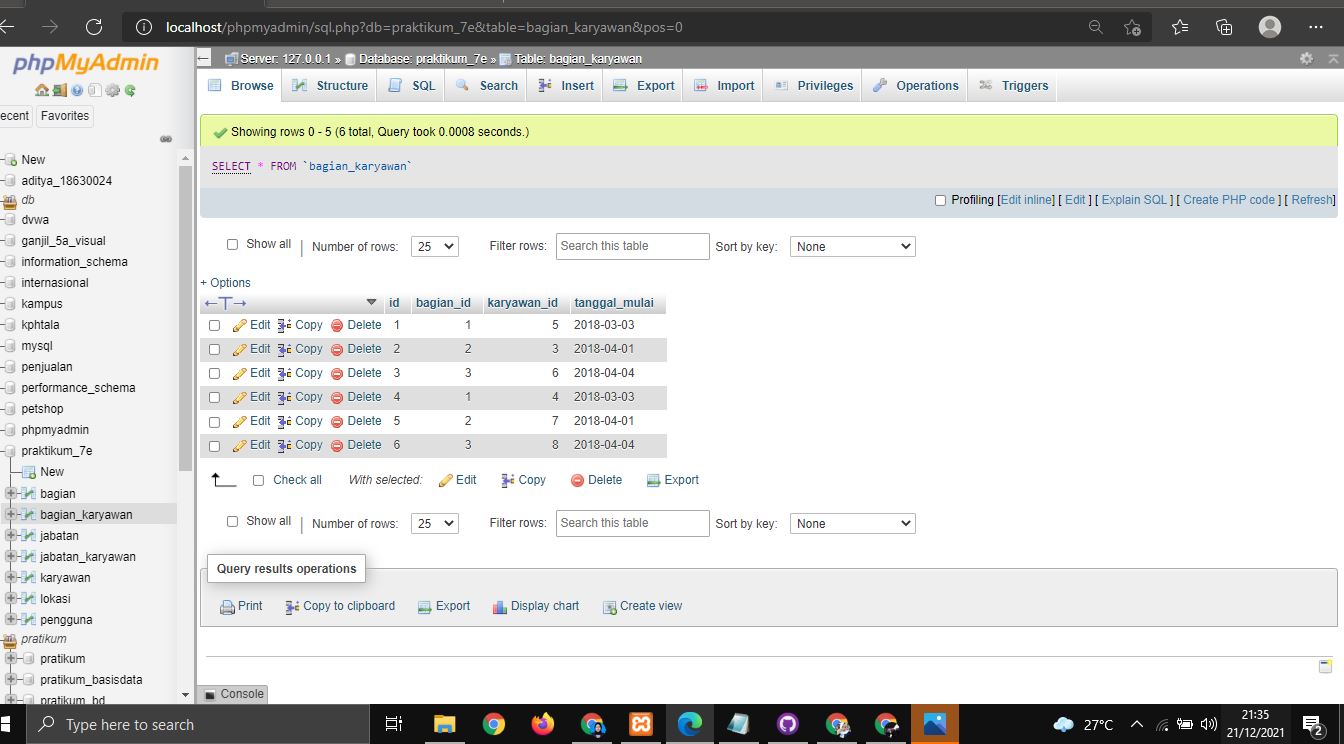 localhost/phpmyadmin/sql.php?db=praktikum_7e&table=bagian_karyawan&pos=0
phpMyAdmin
ecent Favorites
New
aditya_18630024
db
dvwa
ganjil_5a_visual
information_schema
internasional
kampus
kphtala
mysql
penjualan
performance_schema
petshop
phpmyadmin
praktikum_7e
New
bagian
bagian_karyawan
jabatan
jabatan_karyawan
karyawan
lokasi
pengguna
pratikum
pratikum
pratikum_basisdata
pratikum_bd
Server: 127.0.0.1 » Database: praktikum_7e » Table: bagian_karyawan
Browse Structure SQL Search Insert Export Import Privileges Operations Triggers
Showing rows 0 - 5 (6 total, Query took 0.0008 seconds.)
SELECT * FROM `bagian_karyawan`
Profiling [Edit inline] [ Edit ] [ Explain SQL ] [ Create PHP code ] [ Refresh]
Show all | Number of rows: 25 Filter rows: Search this table Sort by key: None
+ Options
←T→ id bagian_id karyawan_id tanggal_mulai
Edit Copy Delete 1 1 5 2018-03-03
Edit Copy Delete 2 2 3 2018-04-01
Edit Copy Delete 3 3 6 2018-04-04
Edit Copy Delete 4 1 4 2018-03-03
Edit Copy Delete 5 2 7 2018-04-01
Edit Copy Delete 6 3 8 2018-04-04
Check all With selected: Edit Copy Delete Export
Show all | Number of rows: 25 Filter rows: Search this table Sort by key: None
Query results operations
Print Copy to clipboard Export Display chart Create view
Console
Type here to search
27°C 21:35
21/12/2021
2